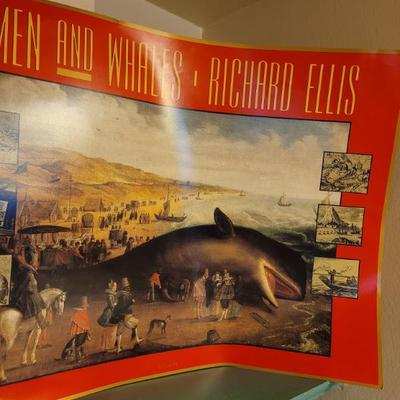 MEN AND WHALES • RICHARD ELLIS